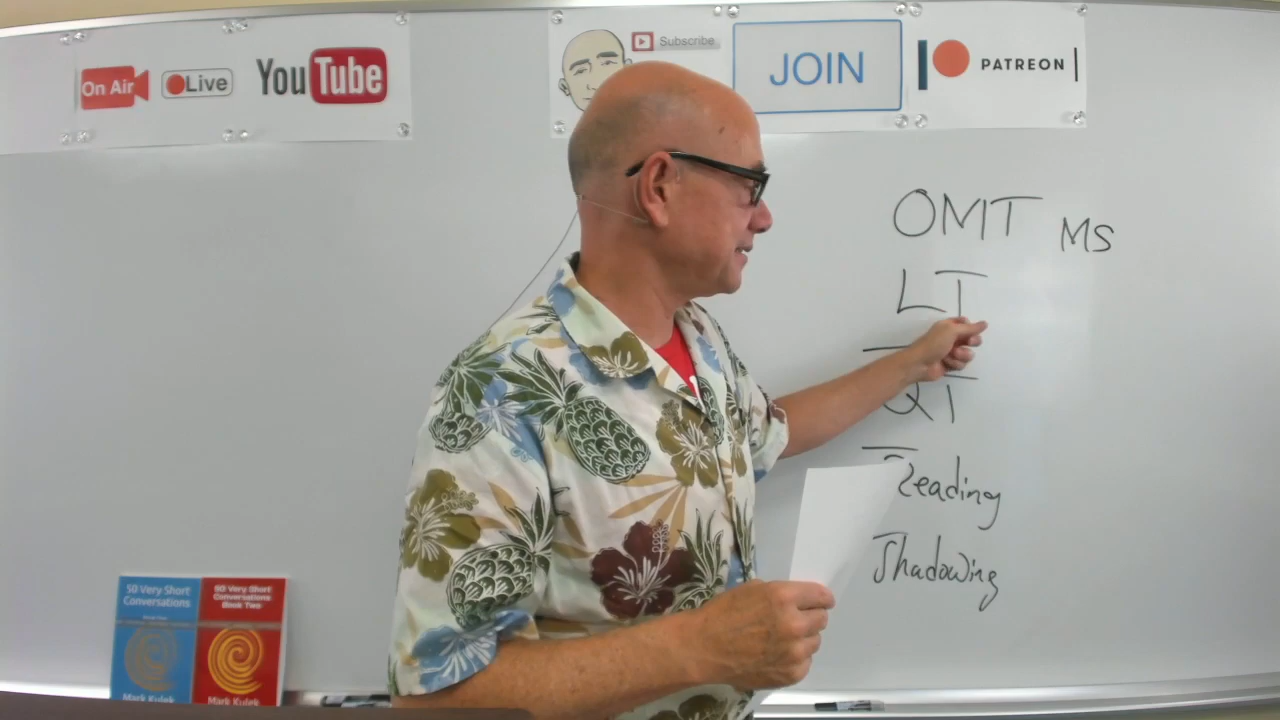 On Air
Live
YouTube
Subscribe
JOIN
PATREON
OMT MS
LT
QT
Reading
Shadowing
50 Very Short
Conversations
Mark Kulek
50 Very Short
Conversations
Book Two
Mark Kulek